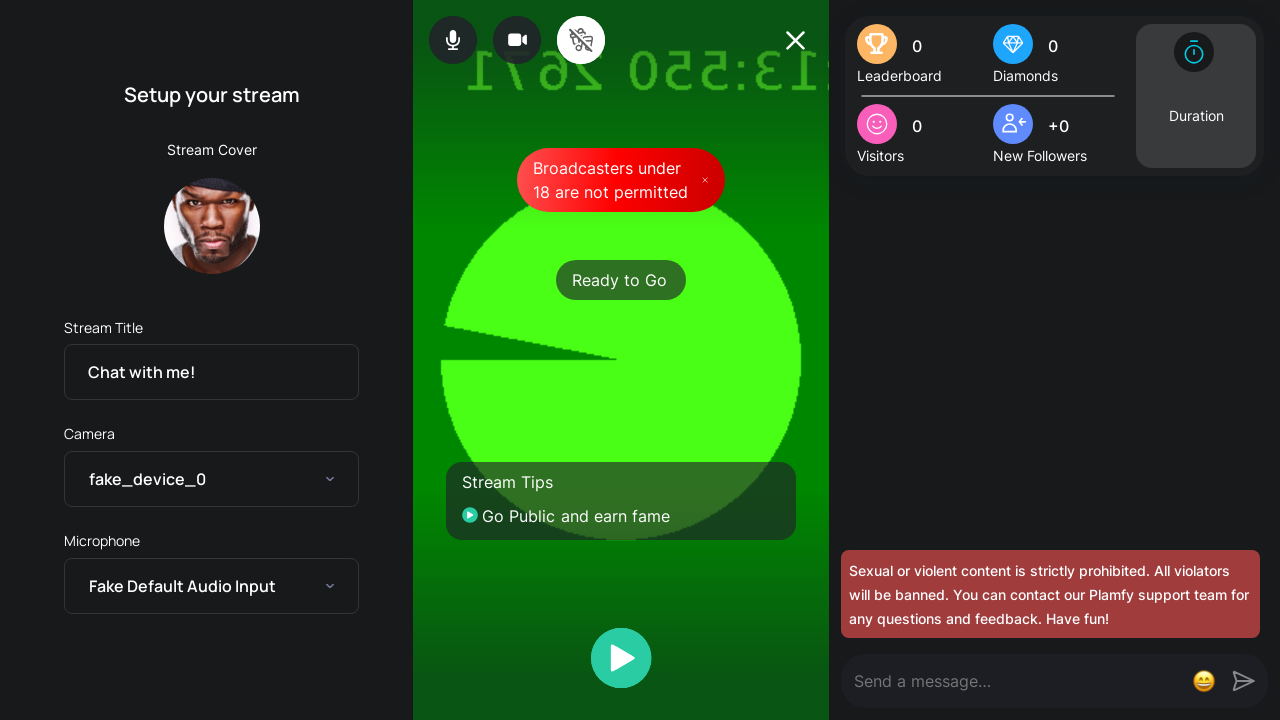 Setup your stream
Stream Cover
Stream Title
Chat with me!
Camera
fake_device_0
Microphone
Fake Default Audio Input
:13:550 2671
Broadcasters under
18 are not permitted
Ready to Go
Stream Tips
Go Public and earn fame
0
Leaderboard
0
Diamonds
0
Visitors
+0
New Followers
Duration
Sexual or violent content is strictly prohibited. All violators
will be banned. You can contact our Plamfy support team for
any questions and feedback. Have fun!
Send a message...